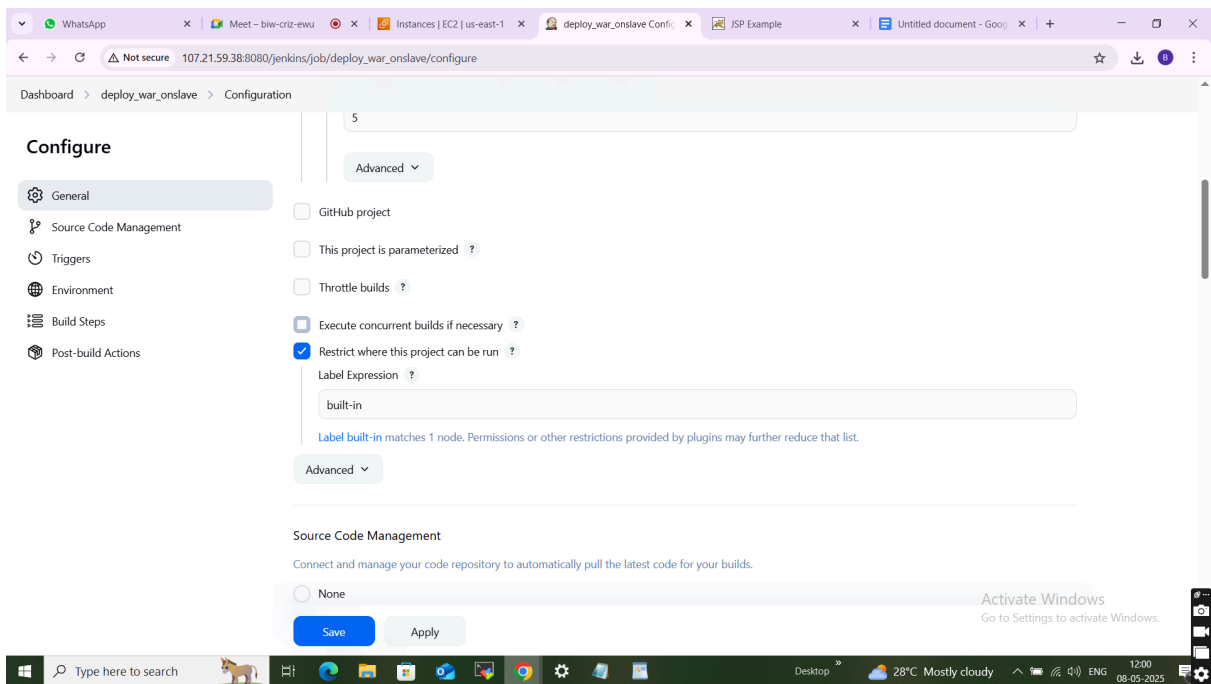 WhatsApp
Meet – biw-criz-ewu
Instances | EC2 | us-east-1
deploy_war_onslave Config
JSP Example
Untitled document - Goog
Not secure 107.21.59.38:8080/jenkins/job/deploy_war_onslave/configure
B
Dashboard > deploy_war_onslave > Configuration
Configure
General
Source Code Management
Triggers
Environment
Build Steps
Post-build Actions
5
Advanced
GitHub project
This project is parameterized ?
Throttle builds ?
Execute concurrent builds if necessary ?
Restrict where this project can be run ?
Label Expression ?
built-in
Label built-in matches 1 node. Permissions or other restrictions provided by plugins may further reduce that list.
Advanced
Source Code Management
Connect and manage your code repository to automatically pull the latest code for your builds.
None
Save
Apply
Activate Windows
Go to Settings to activate Windows.
Type here to search
Desktop
28°C Mostly cloudy
ENG
12:00
08-05-2025